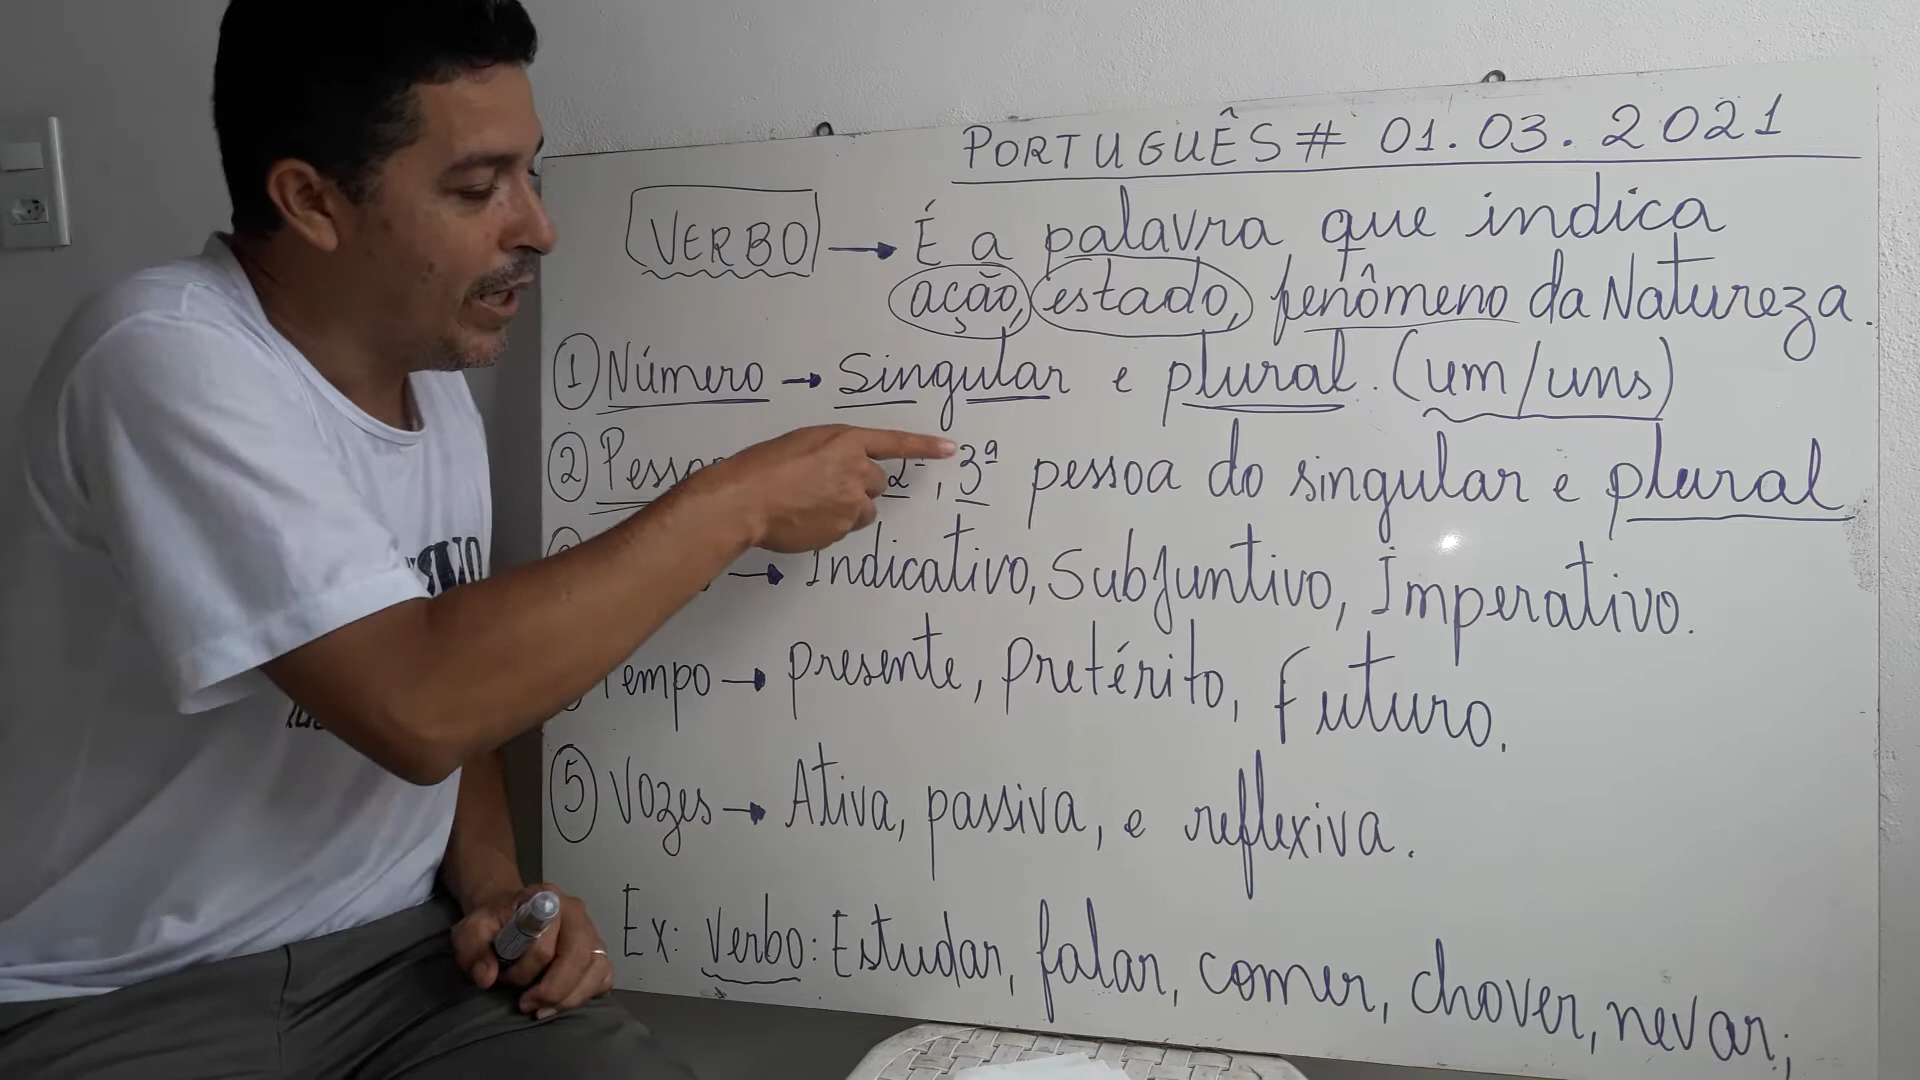 PORTUGUÊS # 01.03.2021
VERBO → É a palavra que indica
ação, estado, fenômeno da Natureza.
① Número → Singular e plural. (um/uns)
② 2ª, 3ª pessoa do singular e plural
→ Indicativo, Subjuntivo, Imperativo.
Tempo → presente, pretérito, Futuro.
⑤ Vozes → Ativa, passiva, e reflexiva.
Ex: Verbo: Estudar, falar, comer, chover, nevar;